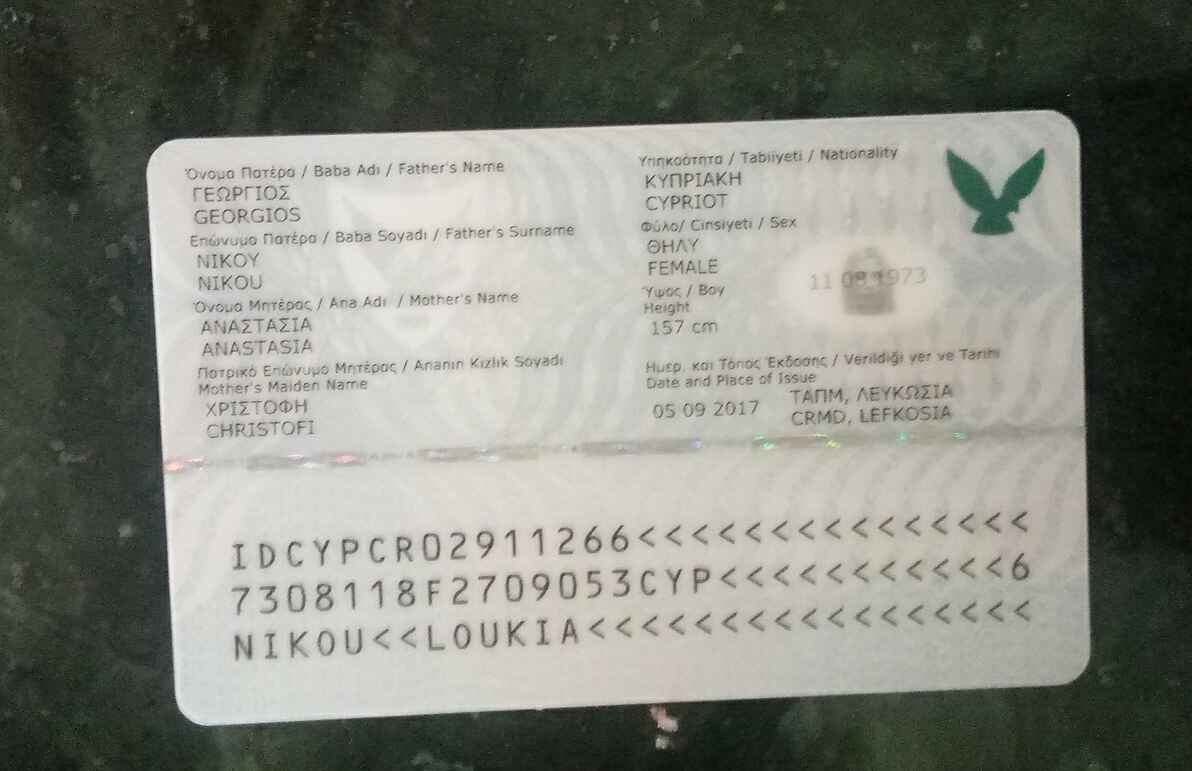 Όνομα Πατέρα / Baba Adı / Father's Name
ΓΕΩΡΓΙΟΣ
GEORGIOS
Επώνυμο Πατέρα / Baba Soyadı / Father's Surname
ΝΙΚΟΥ
NIKOU
Όνομα Μητέρας / Ana Adı / Mother's Name
ΑΝΑΣΤΑΣΙΑ
ANASTASIA
Πατρικό Επώνυμο Μητέρας / Ananın Kızlık Soyadı
Mother's Maiden Name
ΧΡΙΣΤΟΦΗ
CHRISTOFI
Υπηκοότητα / Tabiiyeti / Nationality
ΚΥΠΡΙΑΚΗ
CYPRIOT
Φύλο/ Cinsiyeti / Sex
ΘΗΛΥ
FEMALE
Ύψος / Boy
Height
157 cm
11 08 1973
Ημερ. και Τόπος Έκδοσης / Verildiği yer ve Tarihi
Date and Place of Issue
05 09 2017
ΤΑΠΜ, ΛΕΥΚΩΣΙΑ
CRMD, LEFKOSIA
IDCYPCR02911266<<<<<<<<<<<<<<<
7308118F2709053CYP<<<<<<<<<<<6
NIKOU<<LOUKIA<<<<<<<<<<<<<<<<<